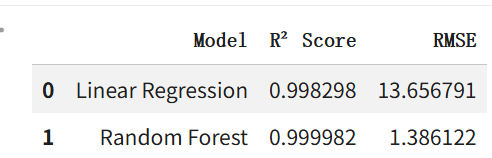 Model R² Score RMSE
0 Linear Regression 0.998298 13.656791
1 Random Forest 0.999982 1.386122